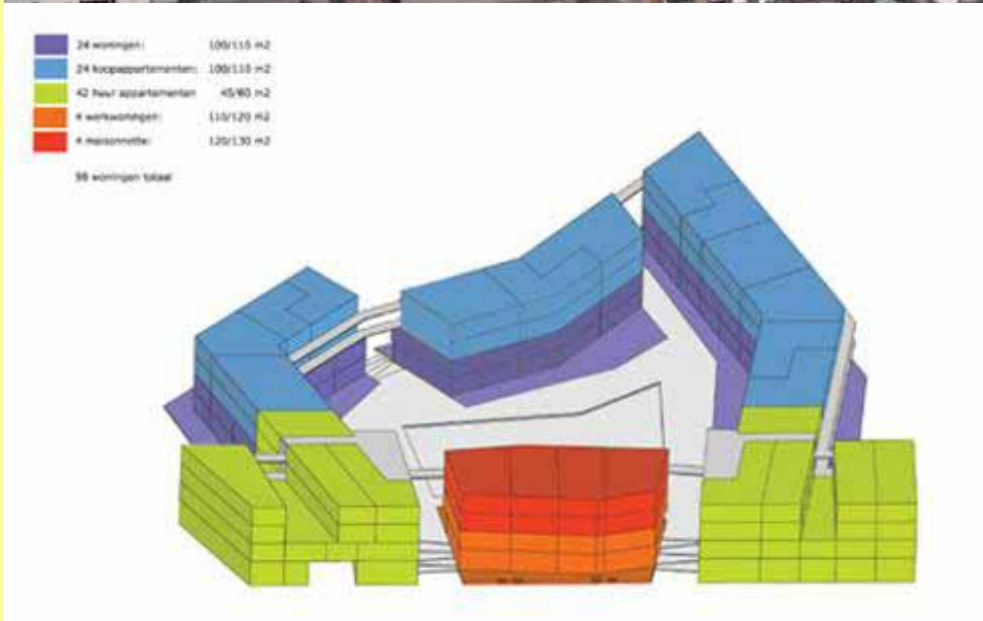 24 woningen: 100/110 m2
24 koopappartementen: 100/110 m2
42 huur appartementen 45/80 m2
4 werkwoningen: 110/120 m2
4 maisonnette: 120/130 m2
98 woningen totaal